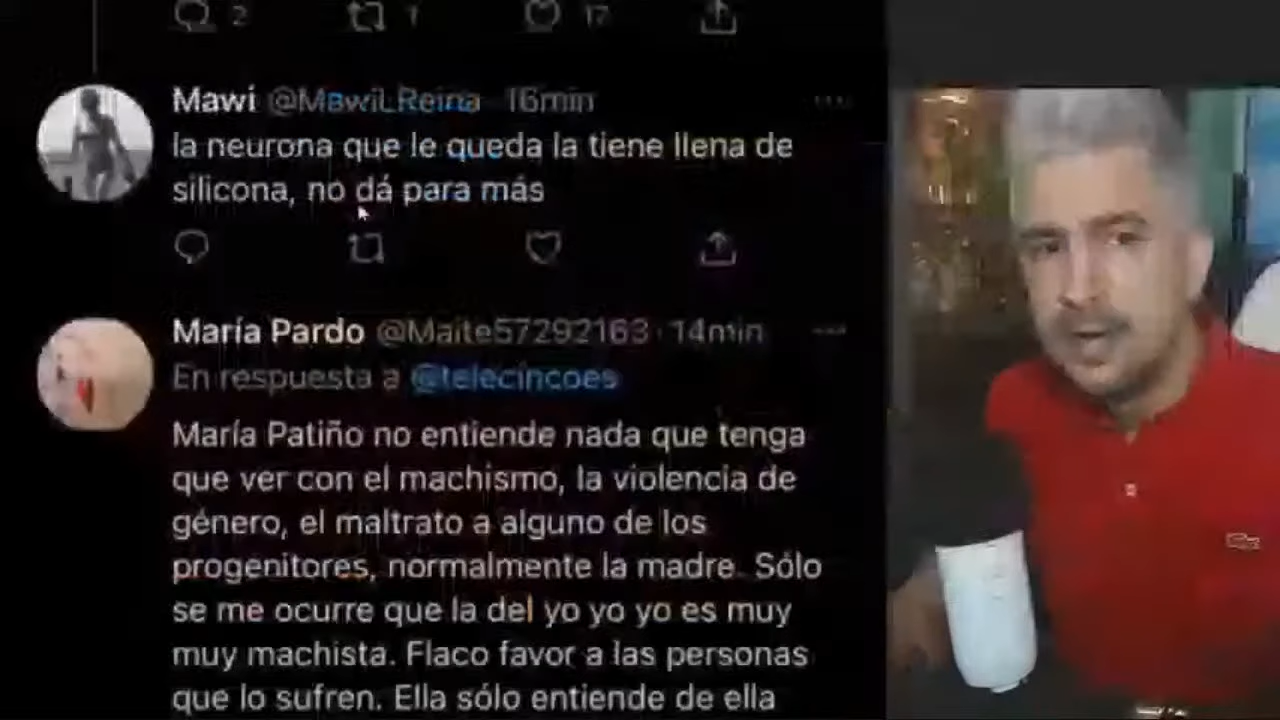 2 1 17
Mawi @MawiLReina · 16min
la neurona que le queda la tiene llena de
silicona, no dá para más
María Pardo @Maite57292163 · 14min
En respuesta a @telecincoes
María Patiño no entiende nada que tenga
que ver con el machismo, la violencia de
género, el maltrato a alguno de los
progenitores, normalmente la madre. Sólo
se me ocurre que la del yo yo yo es muy
muy machista. Flaco favor a las personas
que lo sufren. Ella sólo entiende de ella